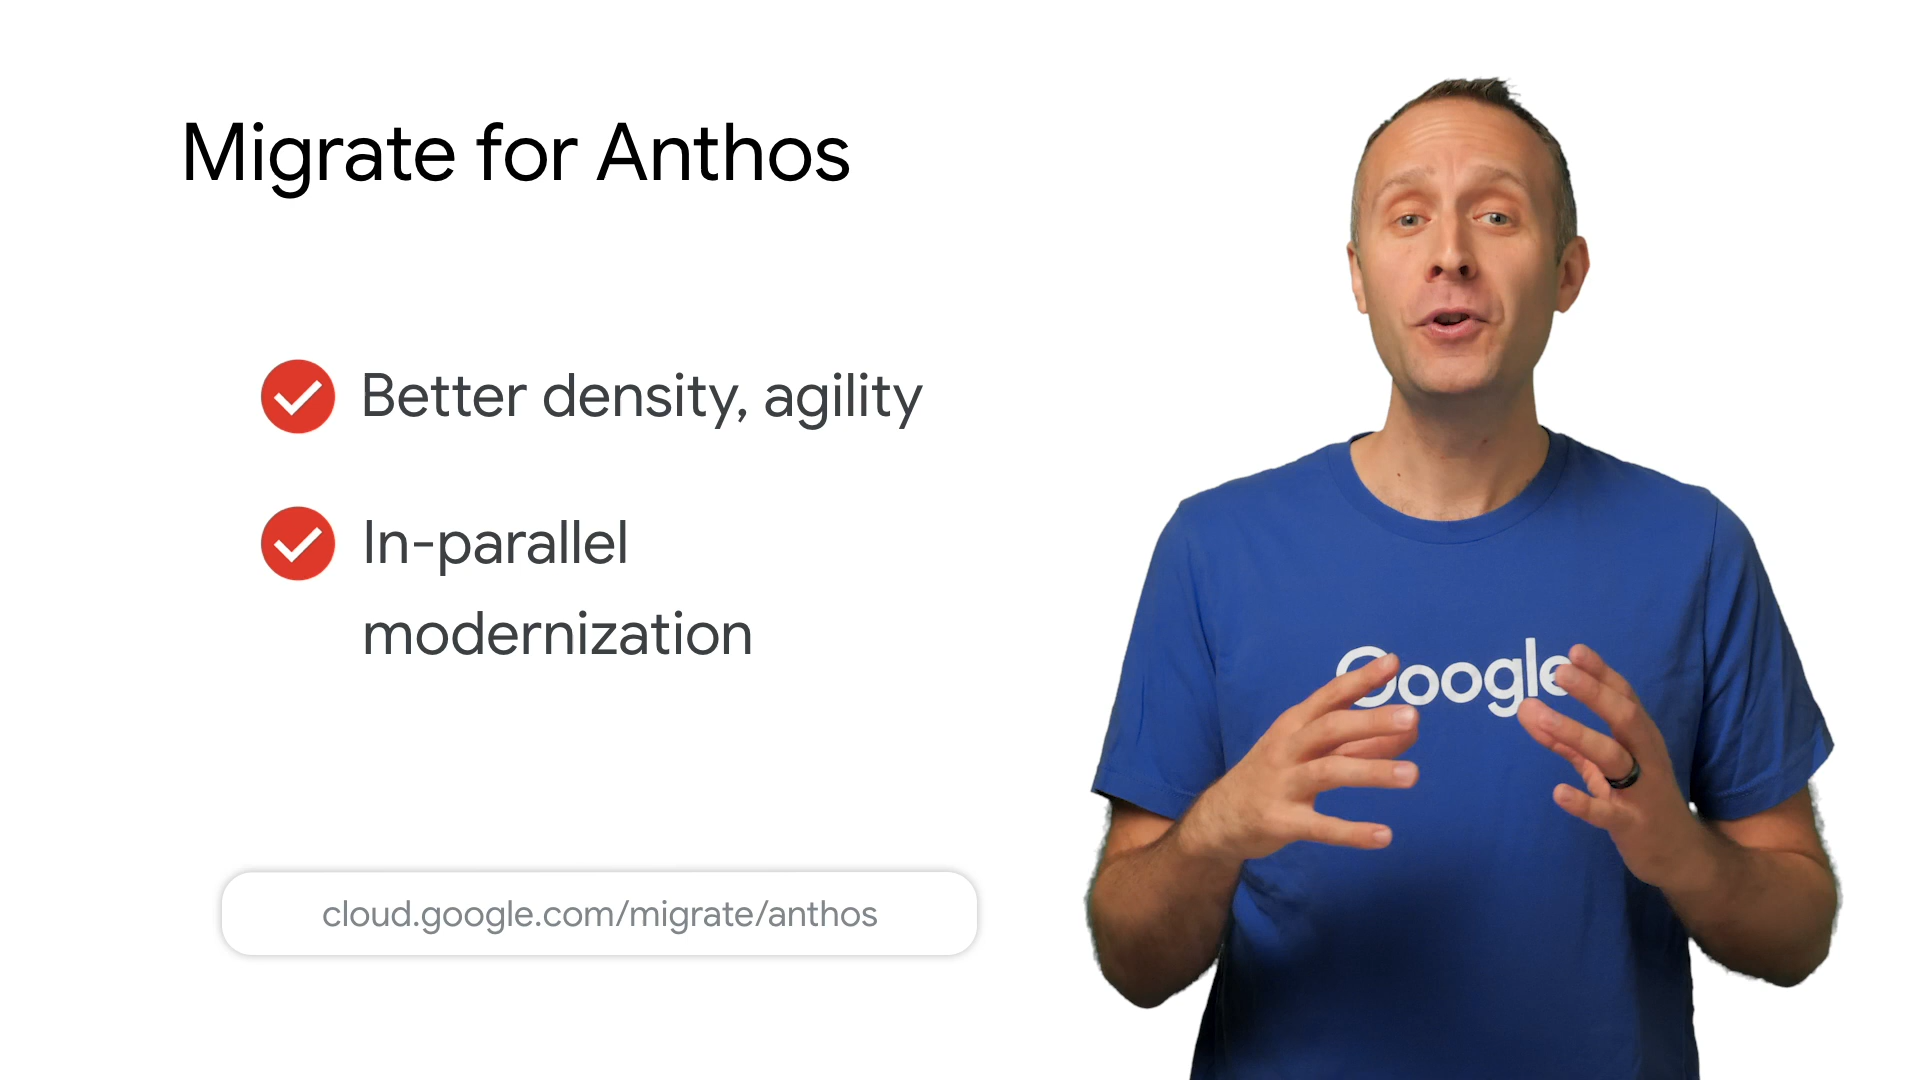 Migrate for Anthos
Better density, agility
In-parallel
modernization
cloud.google.com/migrate/anthos
Google